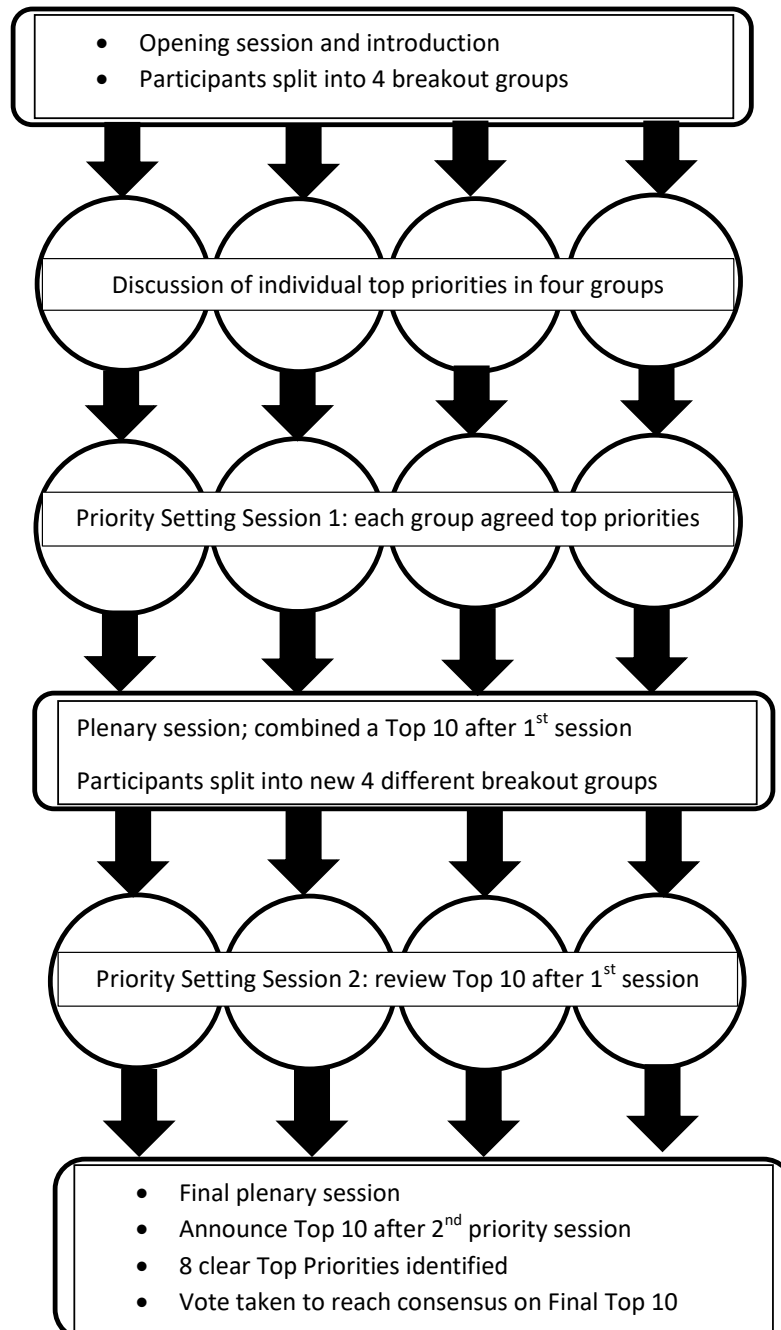 • Opening session and introduction
• Participants split into 4 breakout groups
Discussion of individual top priorities in four groups
Priority Setting Session 1: each group agreed top priorities
Plenary session; combined a Top 10 after 1st session
Participants split into new 4 different breakout groups
Priority Setting Session 2: review Top 10 after 1st session
• Final plenary session
• Announce Top 10 after 2nd priority session
• 8 clear Top Priorities identified
• Vote taken to reach consensus on Final Top 10